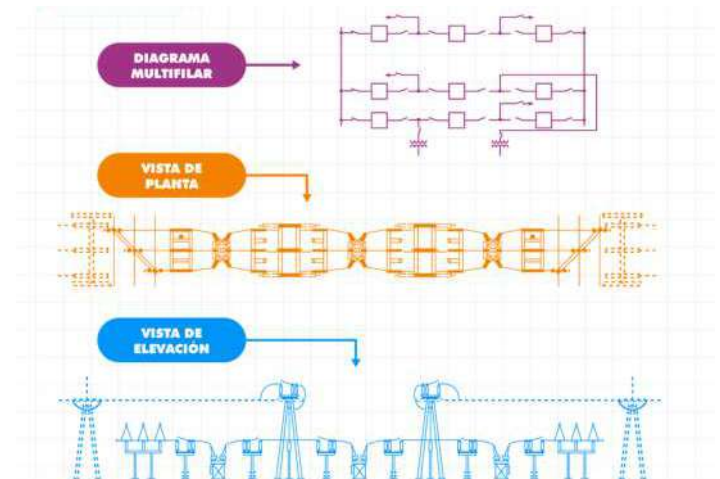 DIAGRAMA
MULTIFILAR
VISTA DE
PLANTA
VISTA DE
ELEVACIÓN